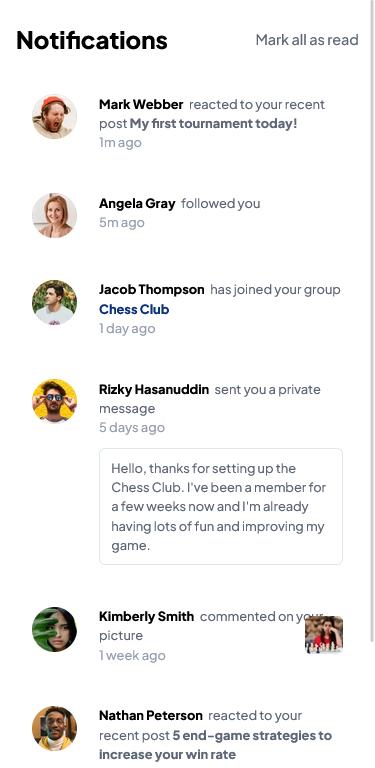 Notifications
Mark all as read
Mark Webber reacted to your recent
post My first tournament today!
1m ago
Angela Gray followed you
5m ago
Jacob Thompson has joined your group
Chess Club
1 day ago
Rizky Hasanuddin sent you a private
message
5 days ago
Hello, thanks for setting up the
Chess Club. I've been a member for
a few weeks now and I'm already
having lots of fun and improving my
game.
Kimberly Smith commented on your
picture
1 week ago
Nathan Peterson reacted to your
recent post 5 end-game strategies to
increase your win rate